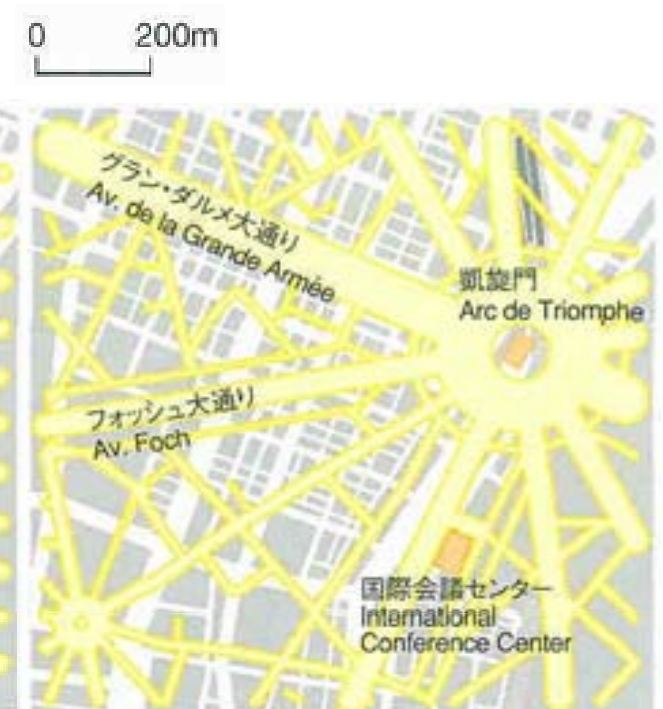 0 200m
グラン・ダルメ大通り
Av. de la Grande Armée
凱旋門
Arc de Triomphe
フォッシュ大通り
Av. Foch
国際会議センター
International
Conference Center